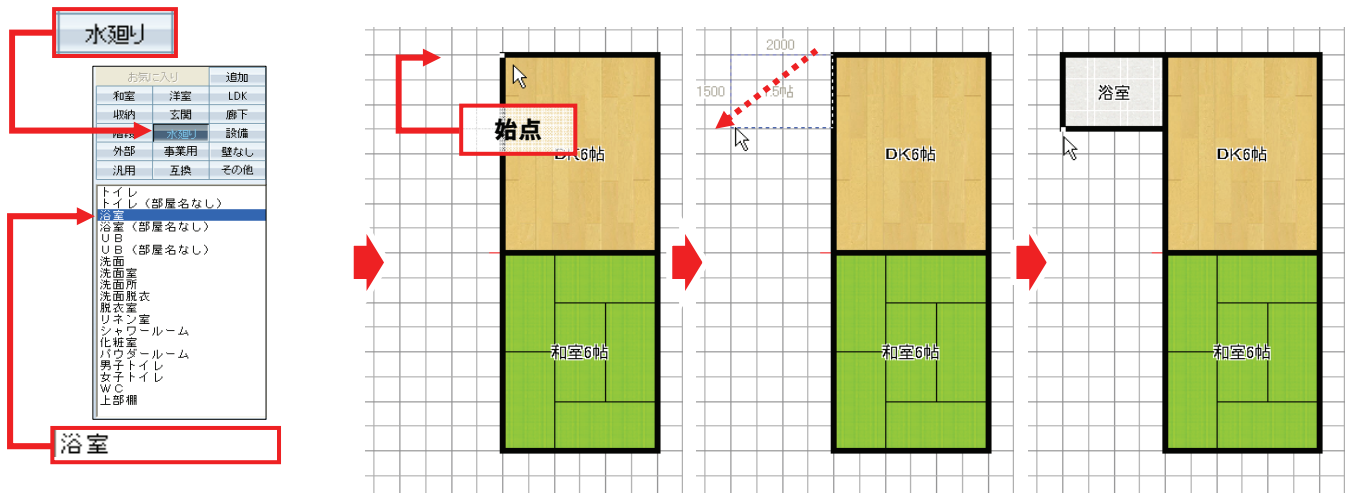 水廻り
お気に入り 追加
和室 洋室 LDK
収納 玄関 廊下
階段 水廻り 設備
外部 事業用 壁なし
汎用 互換 その他
トイレ
トイレ（部屋名なし）
浴室
浴室（部屋名なし）
ＵＢ
ＵＢ（部屋名なし）
洗面
洗面室
洗面所
洗面脱衣
脱衣室
リネン室
シャワールーム
化粧室
パウダールーム
男子トイレ
女子トイレ
ＷＣ
上部棚
浴室
始点
DK6帖
和室6帖
2000
1500
DK6帖
和室6帖
浴室
DK6帖
和室6帖